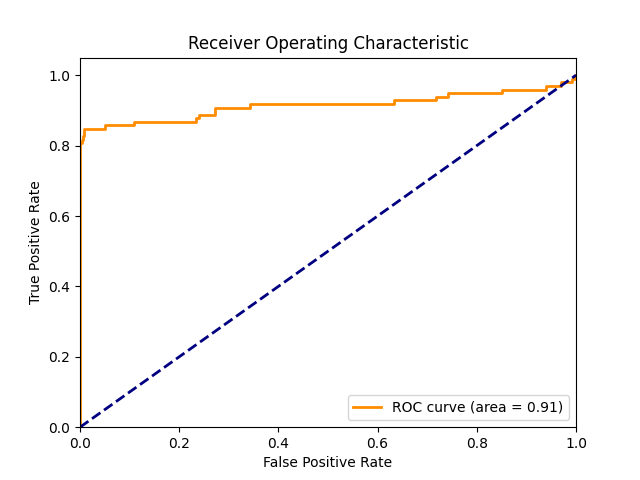 Receiver Operating Characteristic
1.0
0.8
0.6
0.4
0.2
0.0
True Positive Rate
0.0 0.2 0.4 0.6 0.8 1.0
False Positive Rate
ROC curve (area = 0.91)